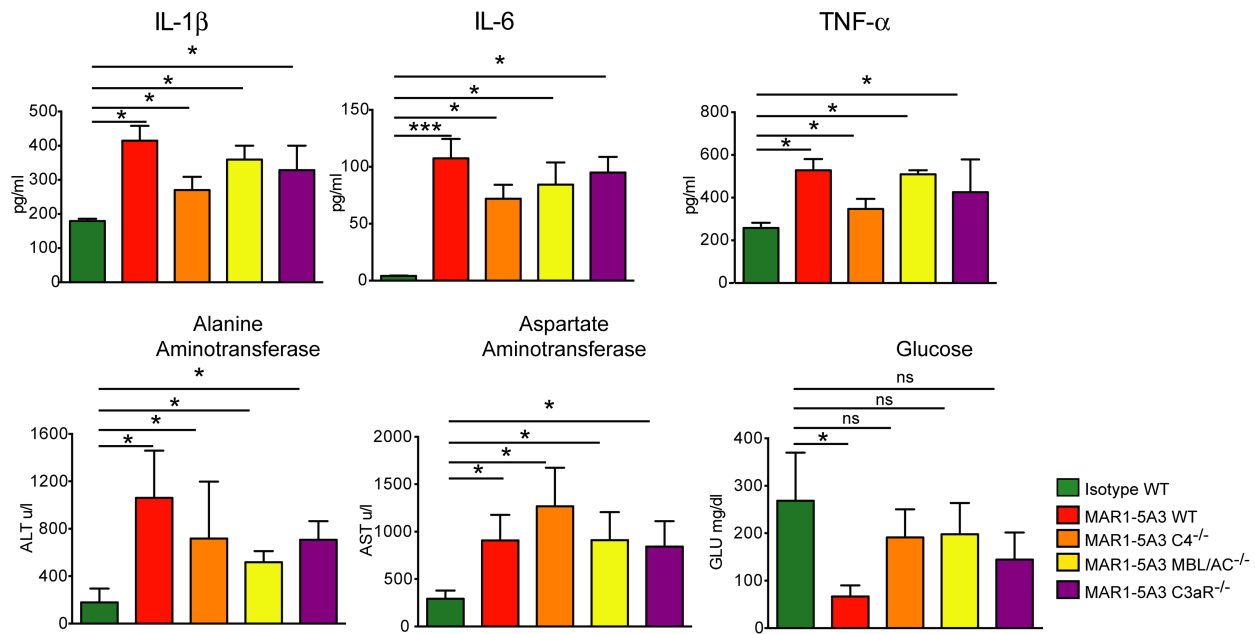 IL-1β
*
*
*
*
500
400
300
200
100
0
pg/ml
IL-6
*
*
*
***
150
100
50
0
pg/ml
TNF-α
*
*
*
*
800
600
400
200
0
pg/ml
Alanine
Aminotransferase
*
*
*
*
1600
1200
800
400
0
ALT u/l
Aspartate
Aminotransferase
*
*
*
*
2000
1500
1000
500
0
AST u/l
Glucose
ns
ns
ns
*
400
300
200
100
0
GLU mg/dl
Isotype WT
MAR1-5A3 WT
MAR1-5A3 C4-/-
MAR1-5A3 MBL/AC-/-
MAR1-5A3 C3aR-/-